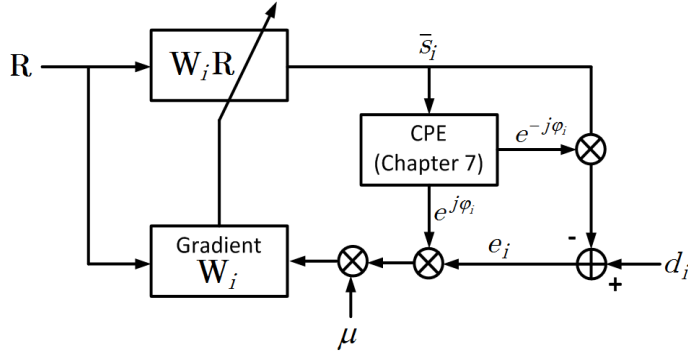 R
W_i R
s̄_i
CPE
(Chapter 7)
e^{-jφ_i}
e^{jφ_i}
Gradient
W_i
e_i
-
+
d_i
μ